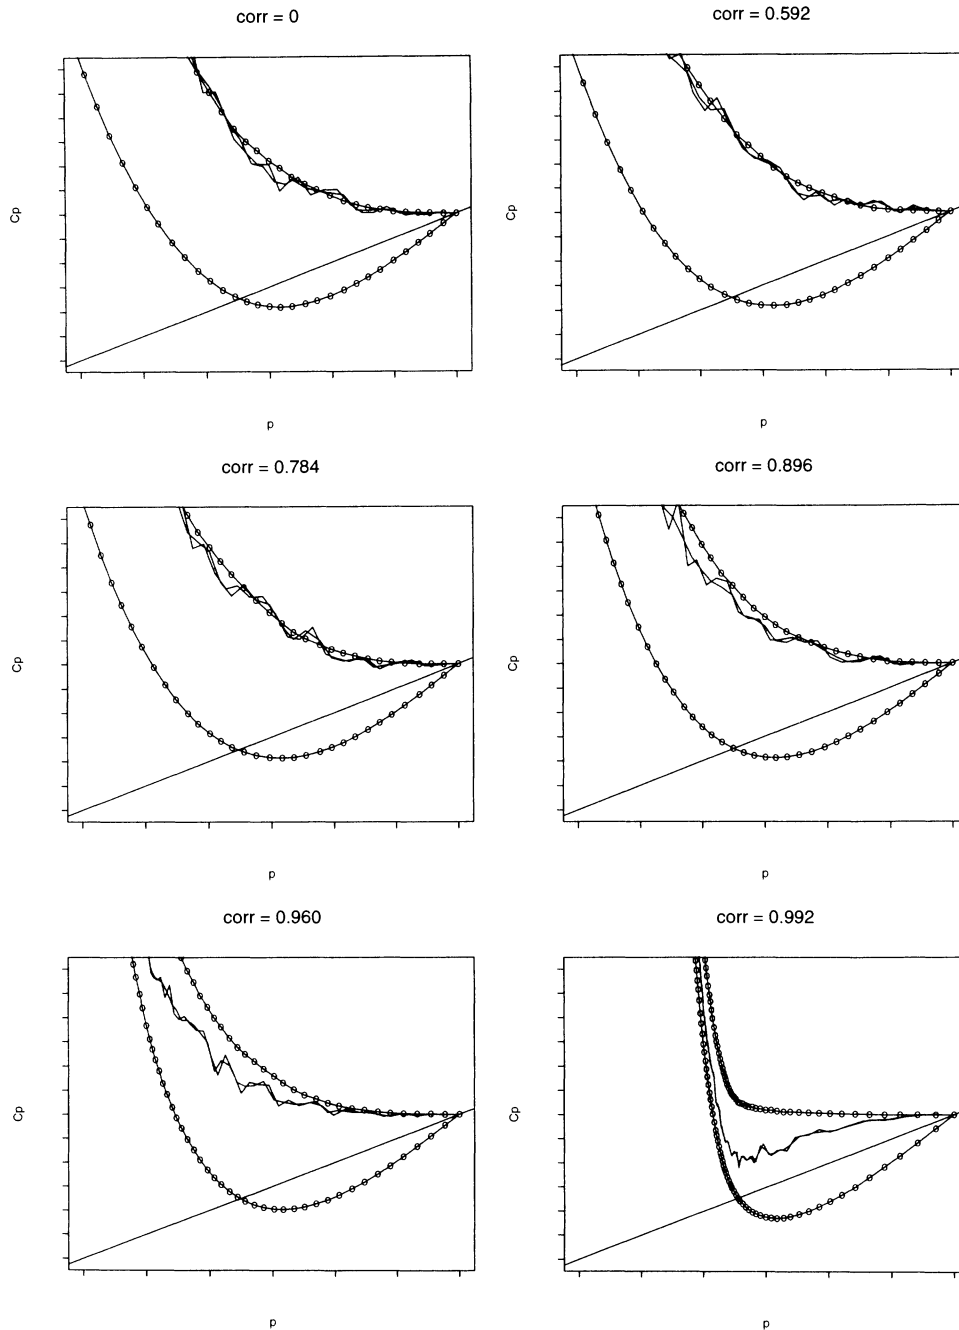 corr = 0
corr = 0.592
Cp
Cp
p
p
corr = 0.784
corr = 0.896
Cp
Cp
p
p
corr = 0.960
corr = 0.992
Cp
Cp
p
p